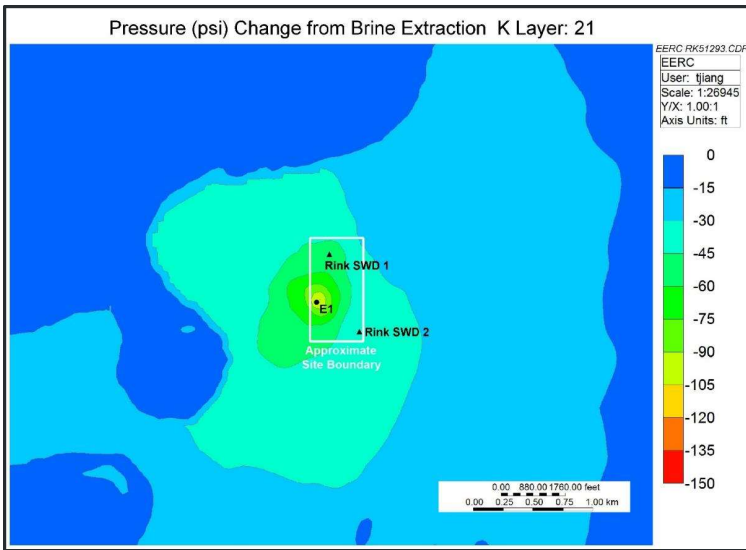 Pressure (psi) Change from Brine Extraction K Layer: 21
EERC RK51293.CDR
EERC
User: tjiang
Scale: 1:26945
Y/X: 1.00:1
Axis Units: ft
0
-15
-30
-45
-60
-75
-90
-105
-120
-135
-150
Rink SWD 1
E1
Rink SWD 2
Approximate
Site Boundary
0.00 880.00 1760.00 feet
0.00 0.25 0.50 0.75 1.00 km